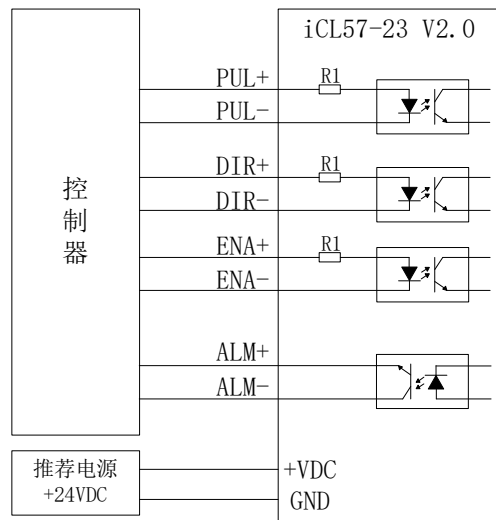 iCL57-23 V2.0
PUL+
R1
PUL-
DIR+
R1
DIR-
控制器
ENA+
R1
ENA-
ALM+
ALM-
推荐电源
+24VDC
+VDC
GND